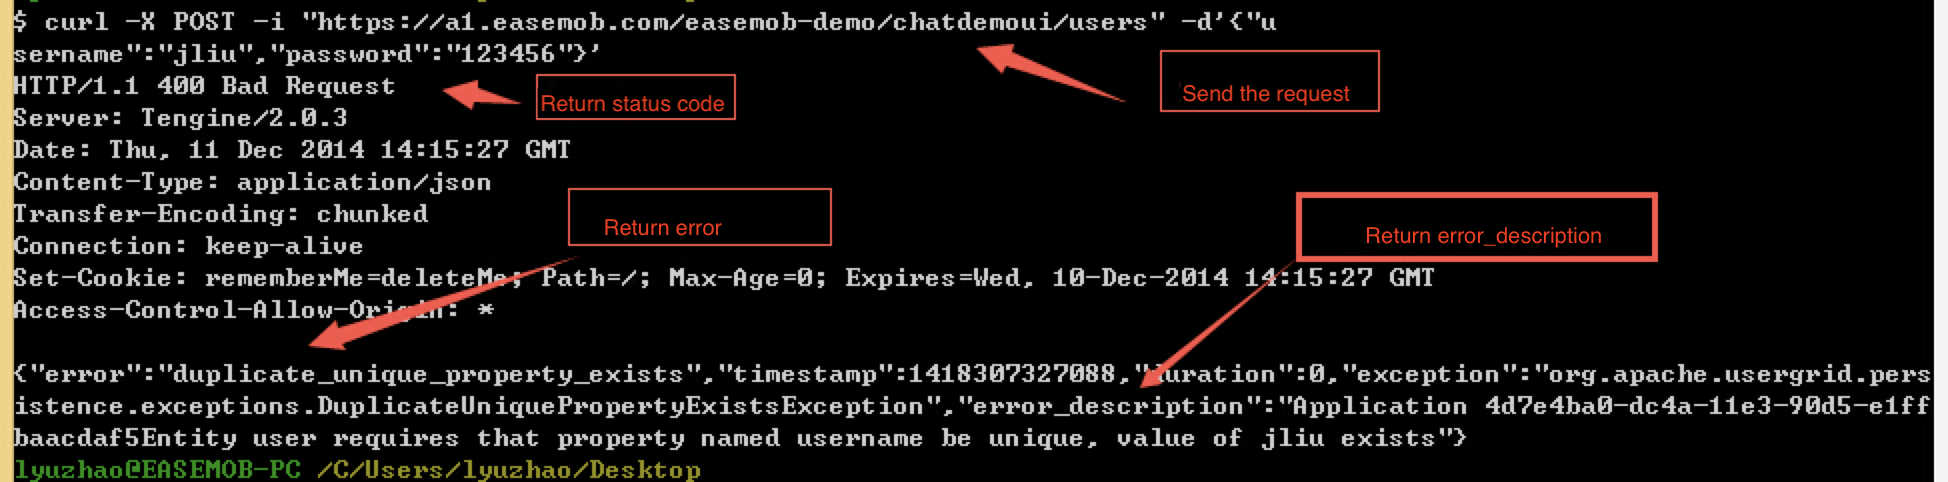 $ curl -X POST -i "https://a1.easemob.com/easemob-demo/chatdemoui/users" -d'{"u
sername":"jliu","password":"123456"}'
Send the request
HTTP/1.1 400 Bad Request
Return status code
Server: Tengine/2.0.3
Date: Thu, 11 Dec 2014 14:15:27 GMT
Content-Type: application/json
Transfer-Encoding: chunked
Return error
Return error_description
Connection: keep-alive
Set-Cookie: rememberMe=deleteMe; Path=/; Max-Age=0; Expires=Wed, 10-Dec-2014 14:15:27 GMT
Access-Control-Allow-Origin: *
{"error":"duplicate_unique_property_exists","timestamp":1418307327088,"duration":0,"exception":"org.apache.usergrid.pers
istence.exceptions.DuplicateUniquePropertyExistsException","error_description":"Application 4d7e4ba0-dc4a-11e3-90d5-e1ff
baacdaf5Entity user requires that property named username be unique, value of jliu exists"}
lyuzhao@EASEMOB-PC /C/Users/lyuzhao/Desktop